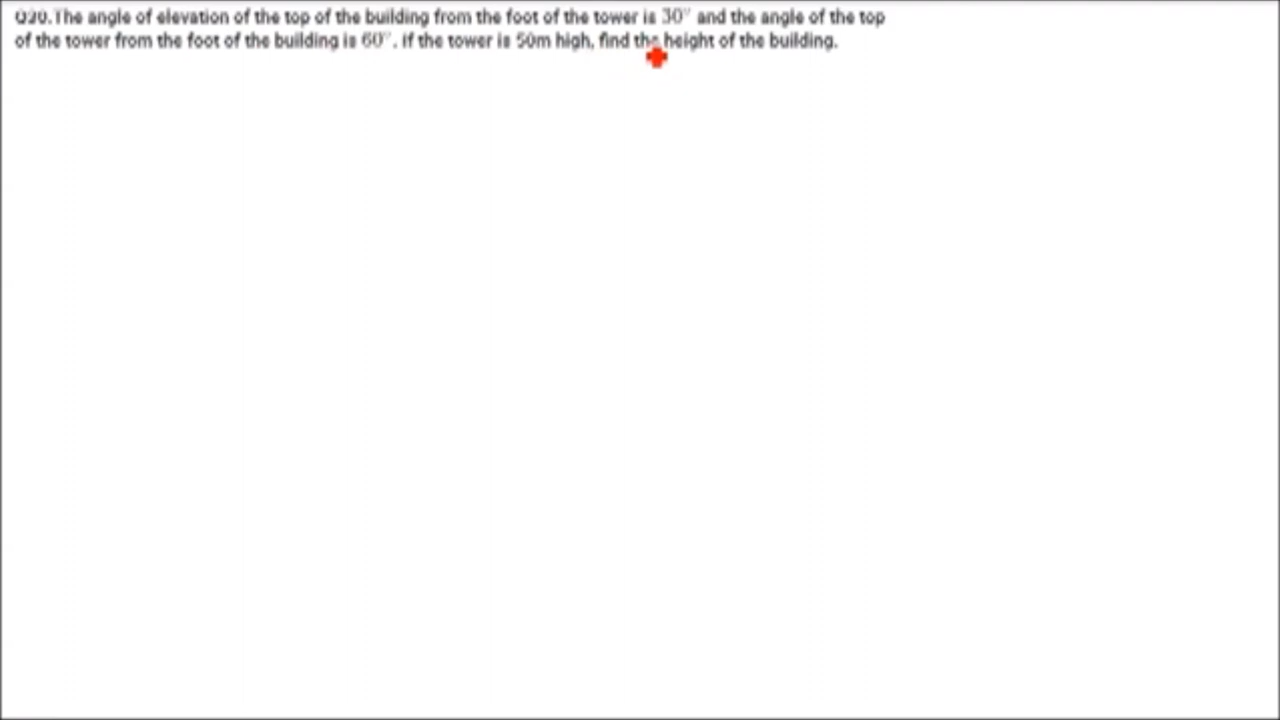 Q20.The angle of elevation of the top of the building from the foot of the tower is 30° and the angle of the top
of the tower from the foot of the building is 60°. If the tower is 50m high, find the height of the building.